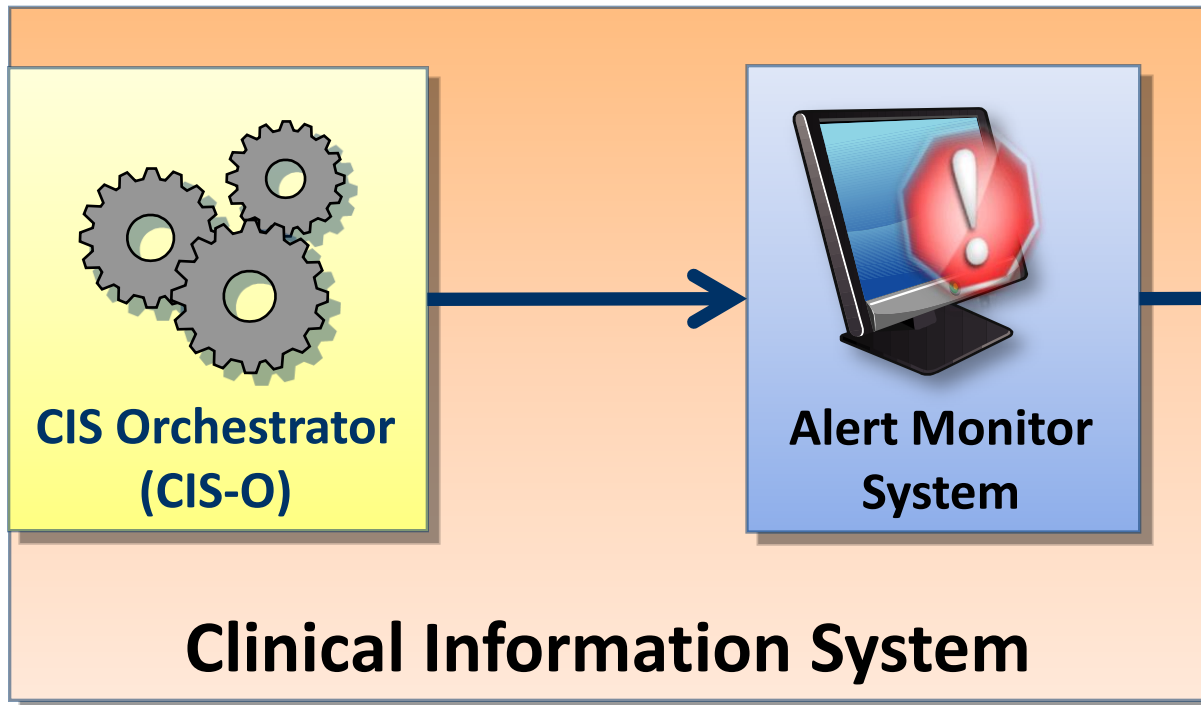 CIS Orchestrator
(CIS-O)
Alert Monitor
System
Clinical Information System